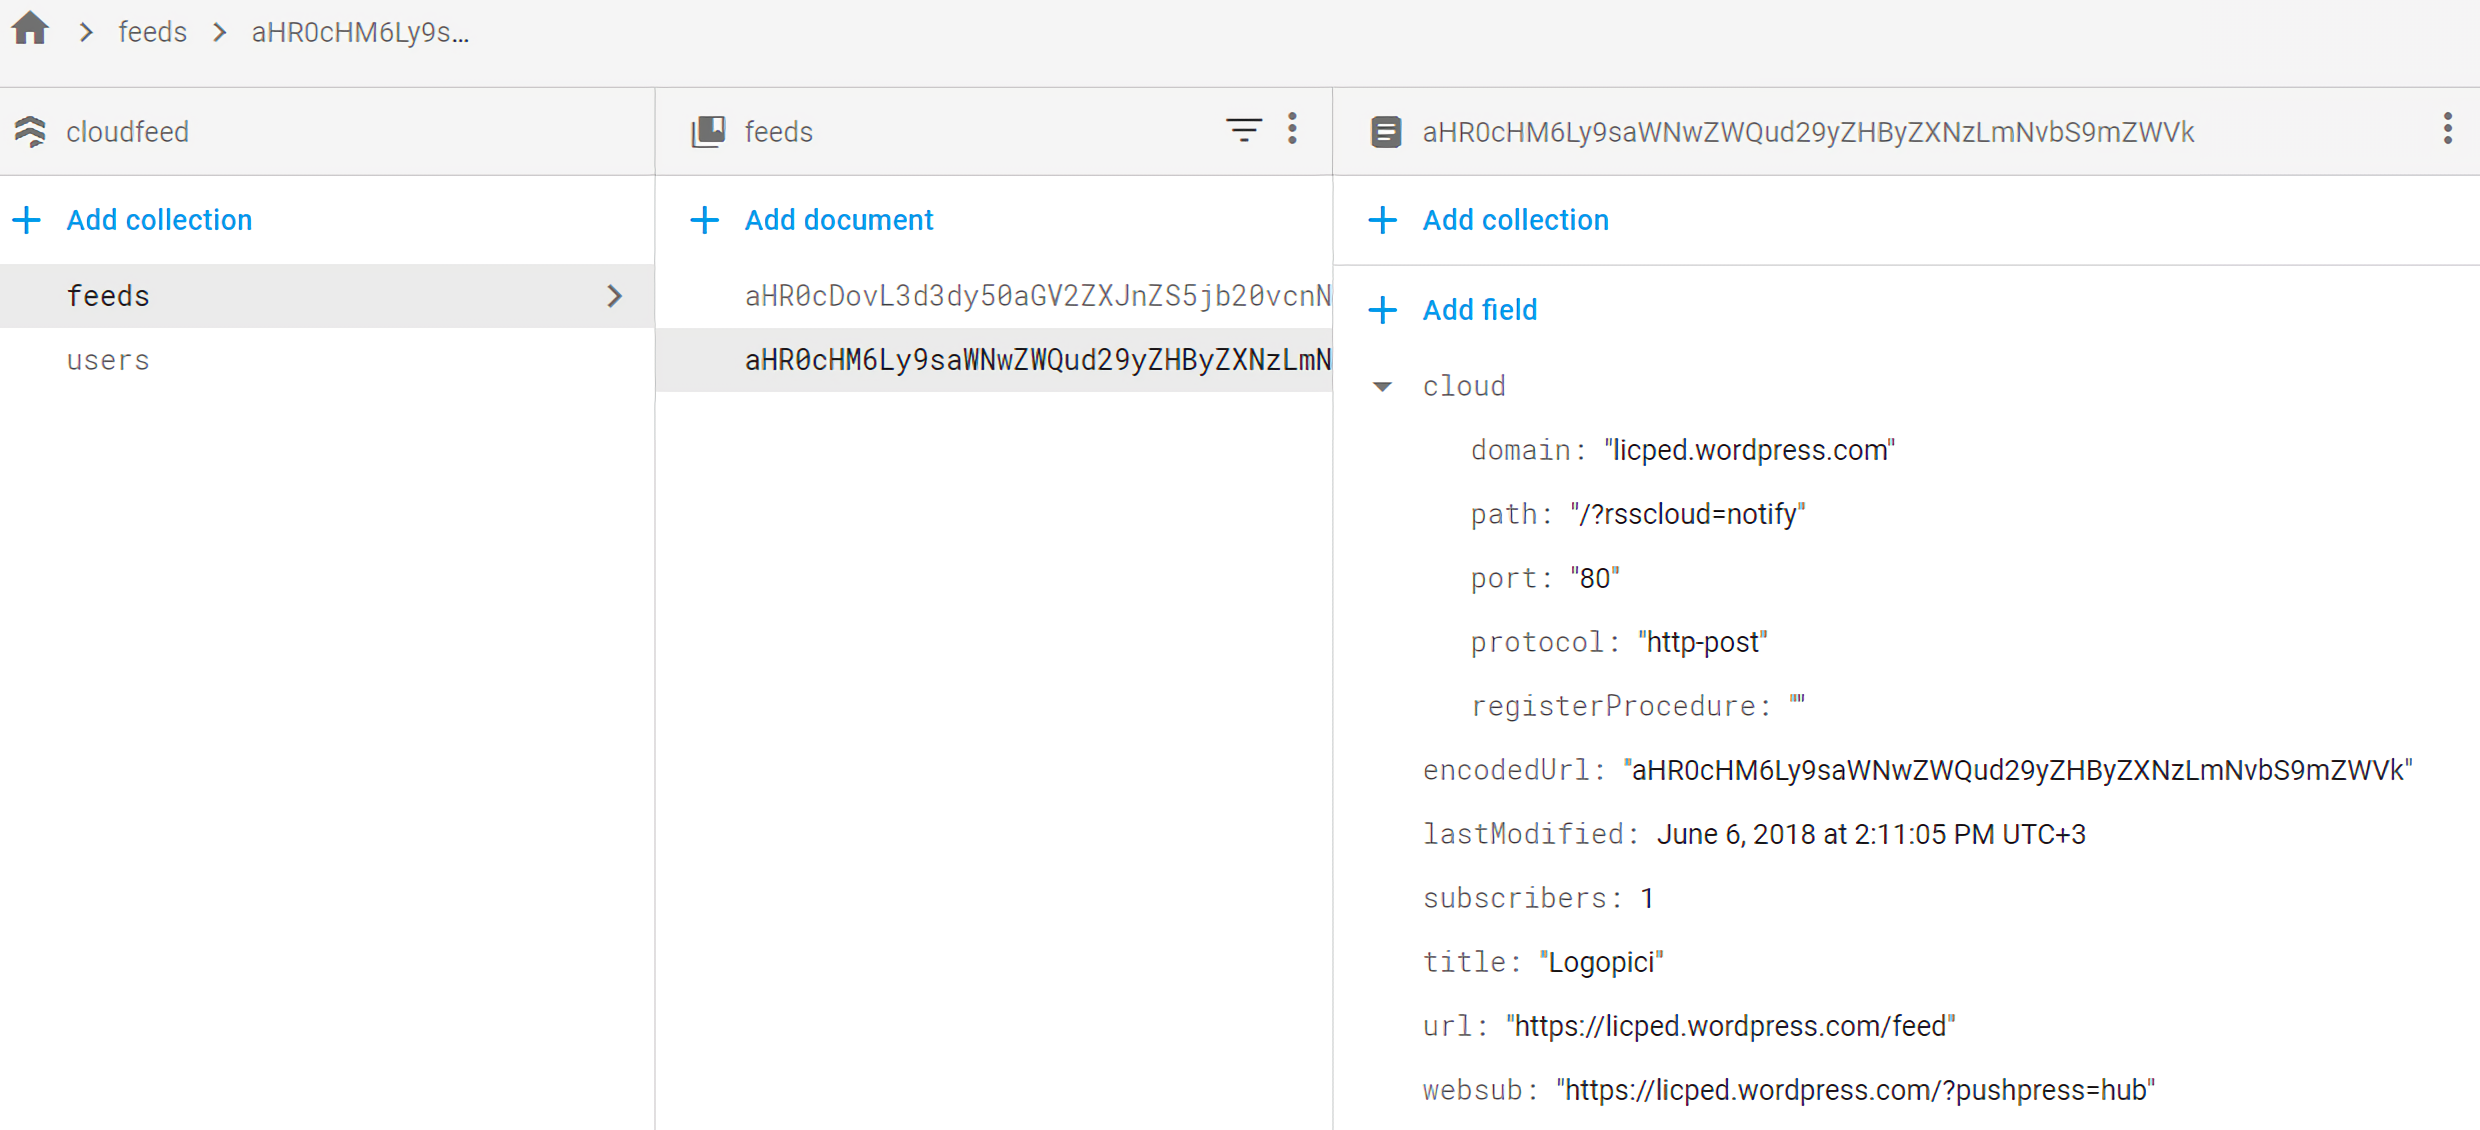 feeds
aHR0cHM6Ly9s...
cloudfeed
Add collection
feeds
users
feeds
Add document
aHR0cDovL3d3dy50aGV2ZXJnZS5jb20vcnN
aHR0cHM6Ly9saWNwZWQud29yZHByZXNzLmN
aHR0cHM6Ly9saWNwZWQud29yZHByZXNzLmNvbS9mZWVk
Add collection
Add field
cloud
domain: "licped.wordpress.com"
path: "/?rsscloud=notify"
port: "80"
protocol: "http-post"
registerProcedure: ""
encodedUrl: "aHR0cHM6Ly9saWNwZWQud29yZHByZXNzLmNvbS9mZWVk"
lastModified: June 6, 2018 at 2:11:05 PM UTC+3
subscribers: 1
title: "Logopici"
url: "https://licped.wordpress.com/feed"
websub: "https://licped.wordpress.com/?pushpress=hub"